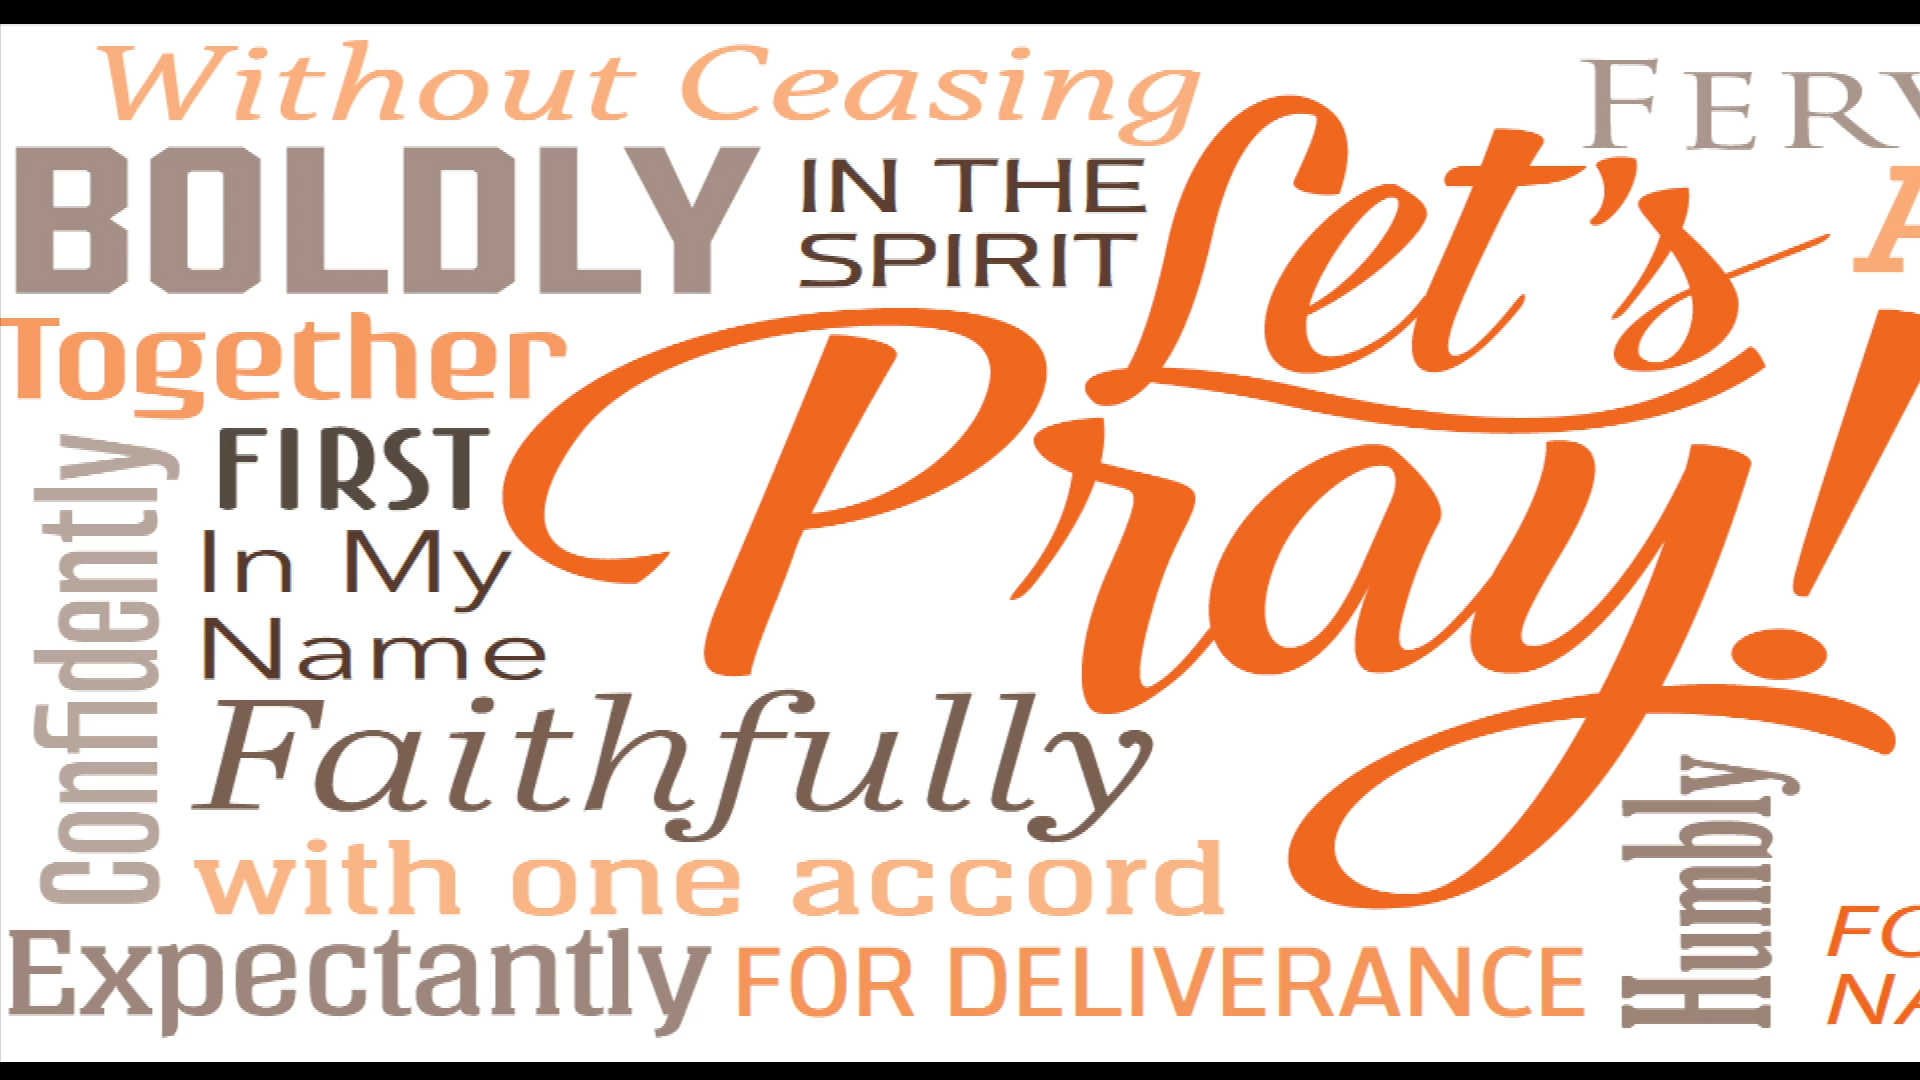 Without Ceasing
BOLDLY
IN THE
SPIRIT
Let's
Together
Pray!
FIRST
In My
Name
Confidently
Faithfully
with one accord
Expectantly
FOR DELIVERANCE
Humbly